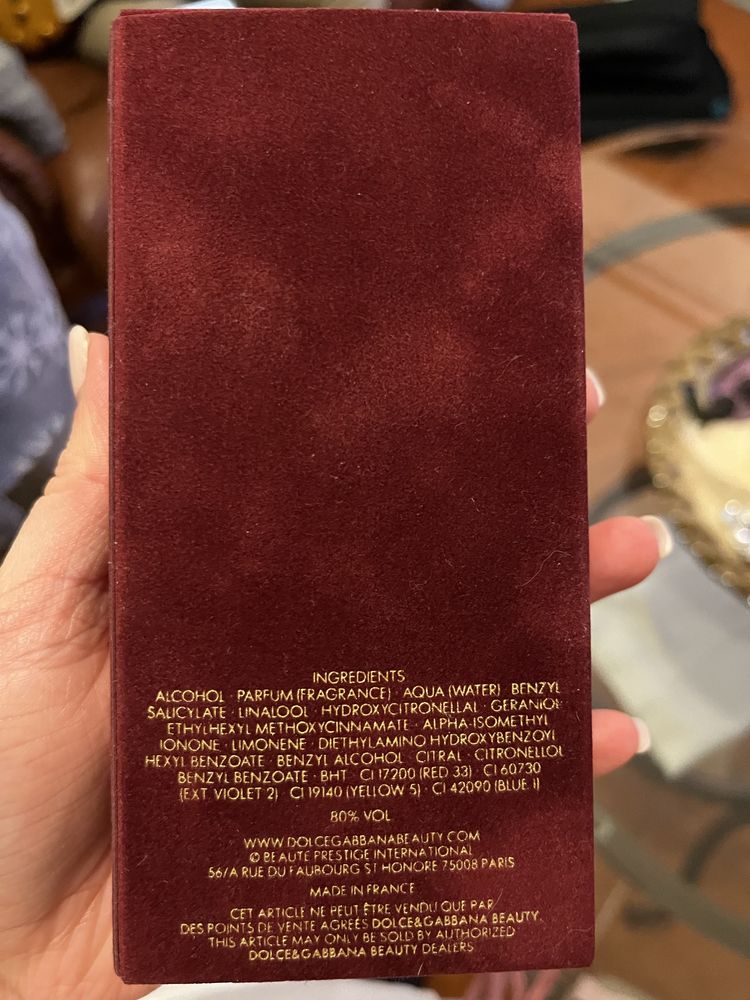 INGREDIENTS
ALCOHOL · PARFUM (FRAGRANCE) · AQUA (WATER) BENZYL
SALICYLATE · LINALOOL · HYDROXYCITRONELLAL · GERANIOL
ETHYLHEXYL METHOXYCINNAMATE · ALPHA-ISOMETHYL
IONONE · LIMONENE · DIETHYLAMINO HYDROXYBENZOYL
HEXYL BENZOATE · BENZYL ALCOHOL · CITRAL · CITRONELLOL
BENZYL BENZOATE · BHT · CI 17200 (RED 33) · CI 60730
(EXT. VIOLET 2) CI 19140 (YELLOW 5) · CI 42090 (BLUE 1)
80% VOL
WWW.DOLCEGABBANABEAUTY.COM
© BEAUTE PRESTIGE INTERNATIONAL
56/A RUE DU FAUBOURG ST HONORE 75008 PARIS
MADE IN FRANCE
CET ARTICLE NE PEUT ÊTRE VENDU QUE PAR
DES POINTS DE VENTE AGREES DOLCE&GABBANA BEAUTY.
THIS ARTICLE MAY ONLY BE SOLD BY AUTHORIZED
DOLCE&GABBANA BEAUTY DEALERS